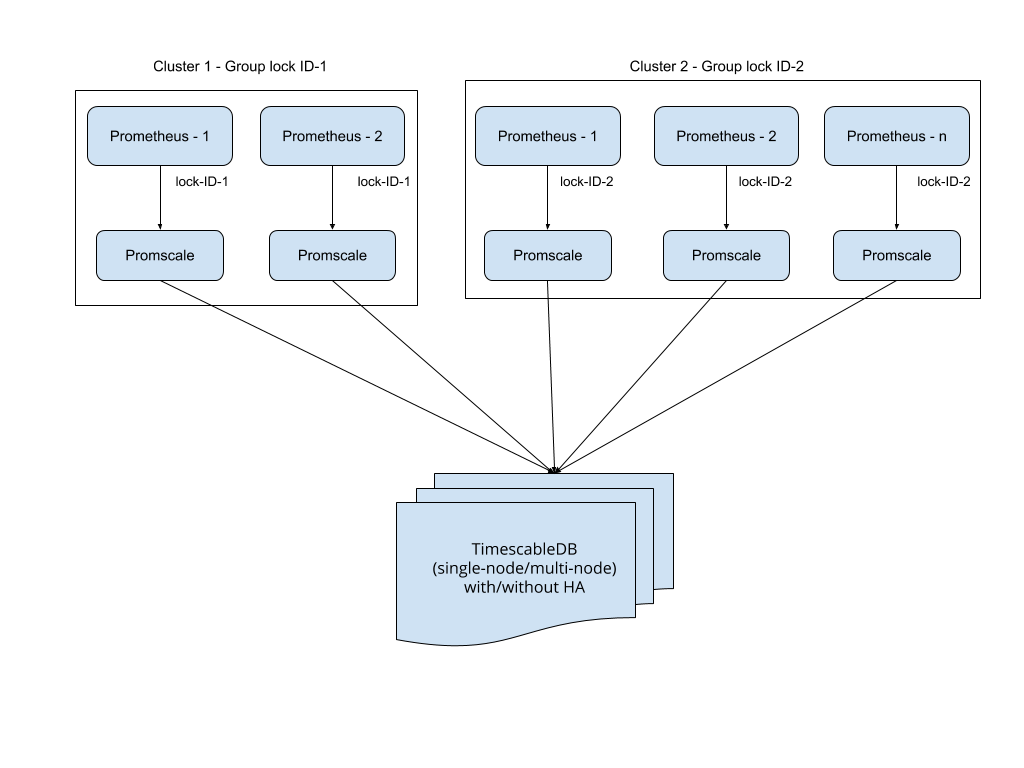 Cluster 1 - Group lock ID-1
Cluster 2 - Group lock ID-2
Prometheus - 1
Prometheus - 2
Prometheus - 1
Prometheus - 2
Prometheus - n
lock-ID-1
lock-ID-1
lock-ID-2
lock-ID-2
lock-ID-2
Promscale
Promscale
Promscale
Promscale
Promscale
TimescableDB
(single-node/multi-node)
with/without HA